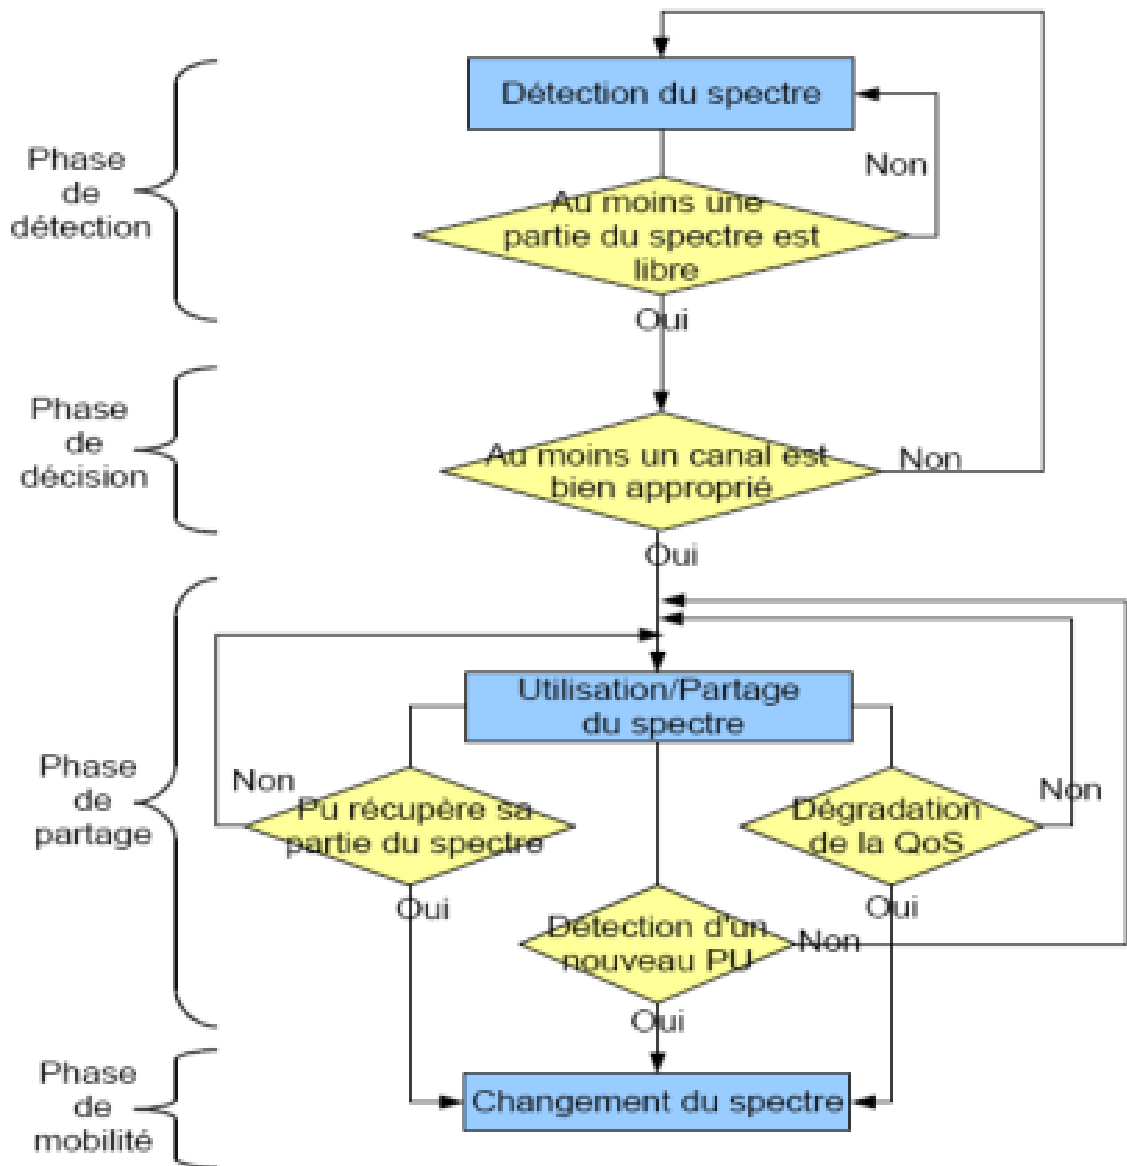 Détection du spectre
Non
Phase
de
détection
Au moins une
partie du spectre est
libre
Oui
Phase
de
décision
Au moins un canal est
bien approprié
Non
Oui
Utilisation/Partage
du spectre
Phase
de
partage
Non
Pu récupère sa
partie du spectre
Dégradation
de la QoS
Non
Oui
Oui
Détection d'un
nouveau PU
Non
Oui
Phase
de
mobilité
Changement du spectre